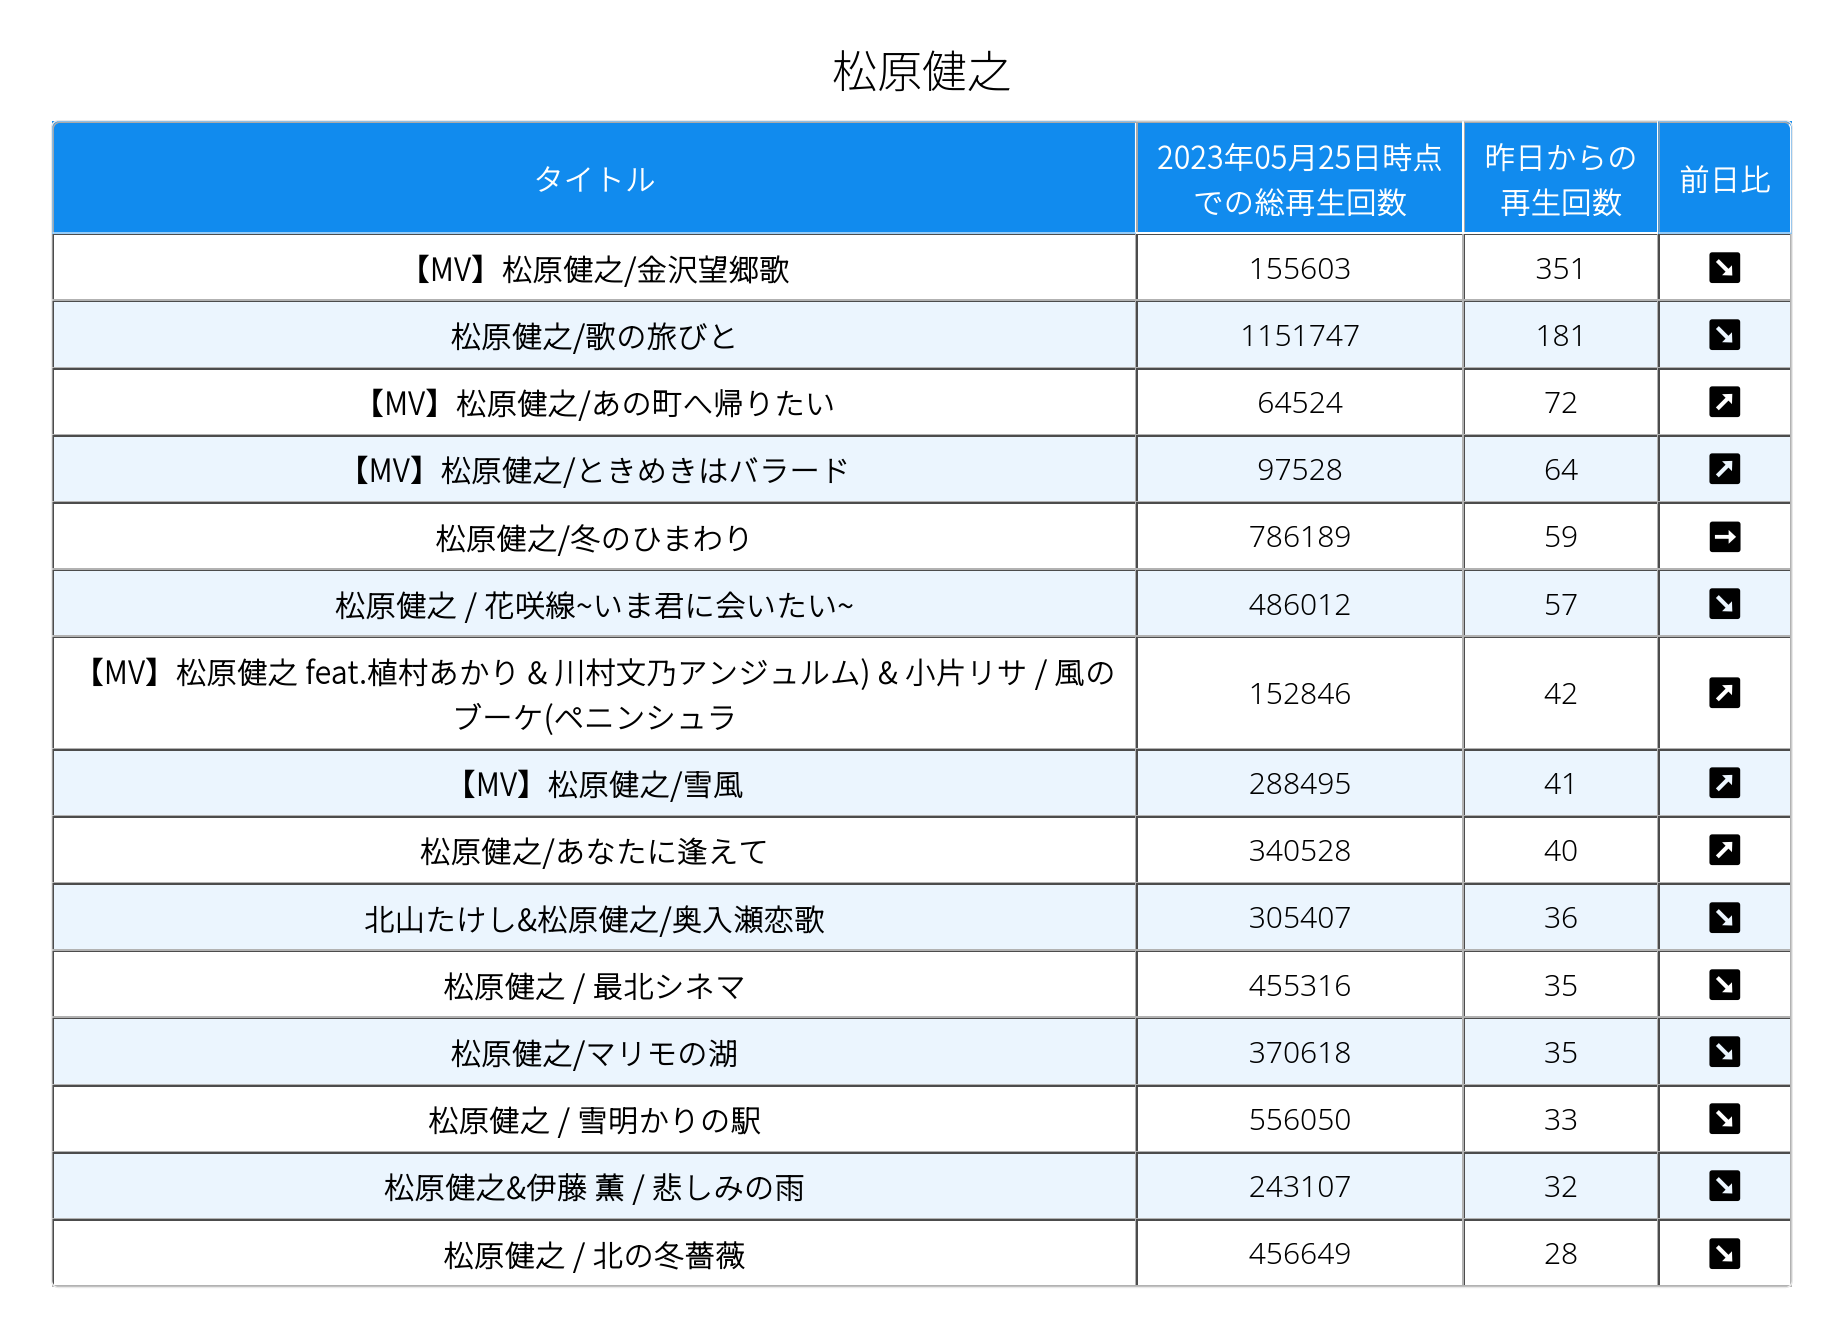 松原健之
タイトル
2023年05月25日時点
での総再生回数
昨日からの
再生回数
前日比
【MV】松原健之/金沢望郷歌 155603 351
松原健之/歌の旅びと 1151747 181
【MV】松原健之/あの町へ帰りたい 64524 72
【MV】松原健之/ときめきはバラード 97528 64
松原健之/冬のひまわり 786189 59
松原健之 / 花咲線~いま君に会いたい~ 486012 57
【MV】松原健之 feat.植村あかり & 川村文乃アンジュルム) & 小片リサ / 風の
ブーケ(ペニンシュラ 152846 42
【MV】松原健之/雪風 288495 41
松原健之/あなたに逢えて 340528 40
北山たけし&松原健之/奥入瀬恋歌 305407 36
松原健之 / 最北シネマ 455316 35
松原健之/マリモの湖 370618 35
松原健之 / 雪明かりの駅 556050 33
松原健之&伊藤 薫 / 悲しみの雨 243107 32
松原健之 / 北の冬薔薇 456649 28